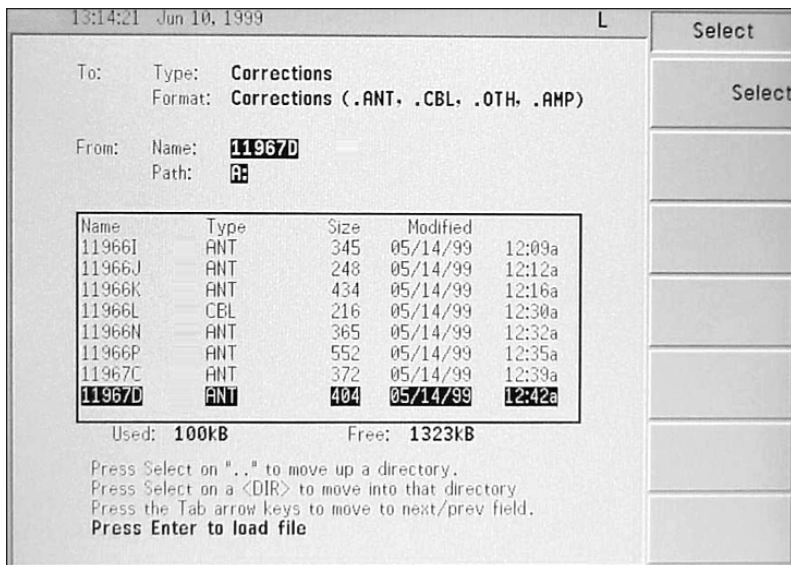 13:14:21 Jun 10, 1999 L
Select
Select
To: Type: Corrections
Format: Corrections (.ANT, .CBL, .OTH, .AMP)
From: Name: 11967D
Path: A:
Name Type Size Modified
11966I ANT 345 05/14/99 12:09a
11966J ANT 248 05/14/99 12:12a
11966K ANT 434 05/14/99 12:16a
11966L CBL 216 05/14/99 12:30a
11966N ANT 365 05/14/99 12:32a
11966P ANT 552 05/14/99 12:35a
11967C ANT 372 05/14/99 12:39a
11967D ANT 404 05/14/99 12:42a
Used: 100kB Free: 1323kB
Press Select on ".." to move up a directory.
Press Select on a <DIR> to move into that directory
Press the Tab arrow keys to move to next/prev field.
Press Enter to load file